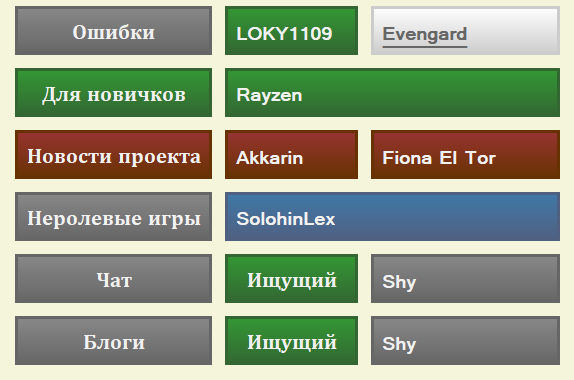 Ошибки LOKY1109 Evengard
Для новичков Rayzen
Новости проекта Akkarin Fiona El Tor
Неролевые игры SolohinLex
Чат Ищущий Shy
Блоги Ищущий Shy